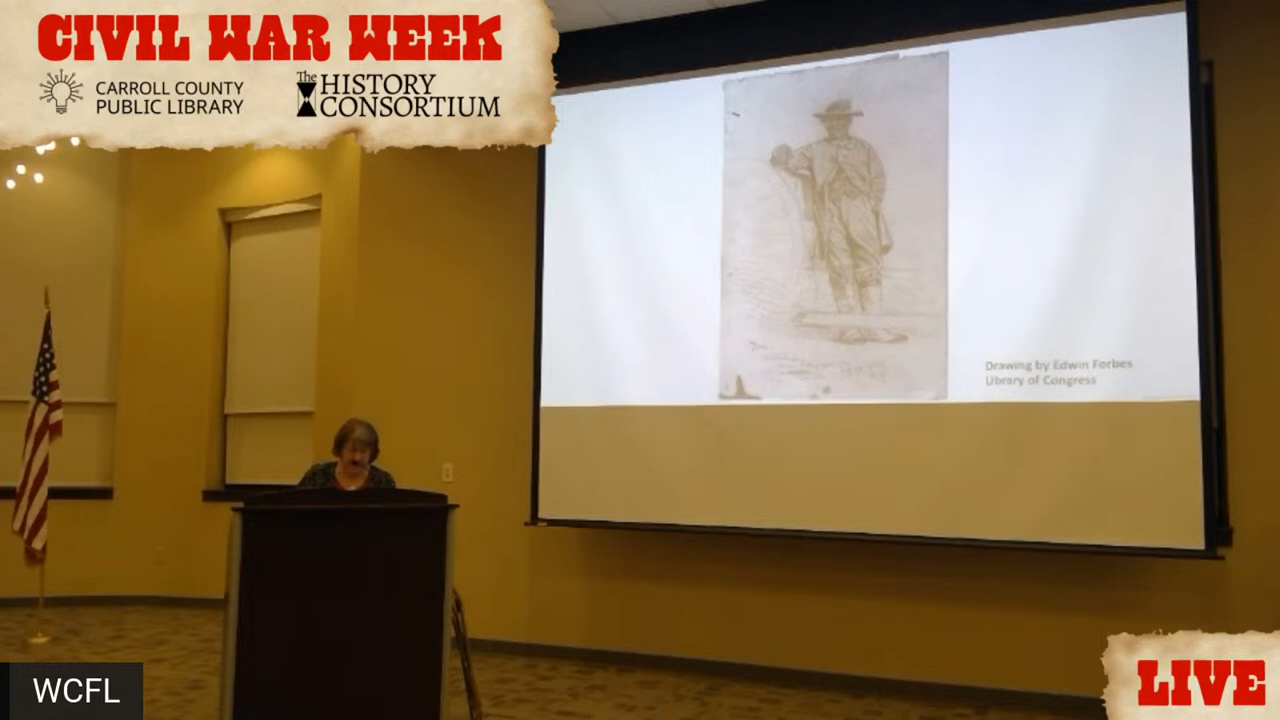 CIVIL WAR WEEK
CARROLL COUNTY
PUBLIC LIBRARY
The
HISTORY
CONSORTIUM
Drawing by Edwin Forbes
Library of Congress
WCFL
LIVE